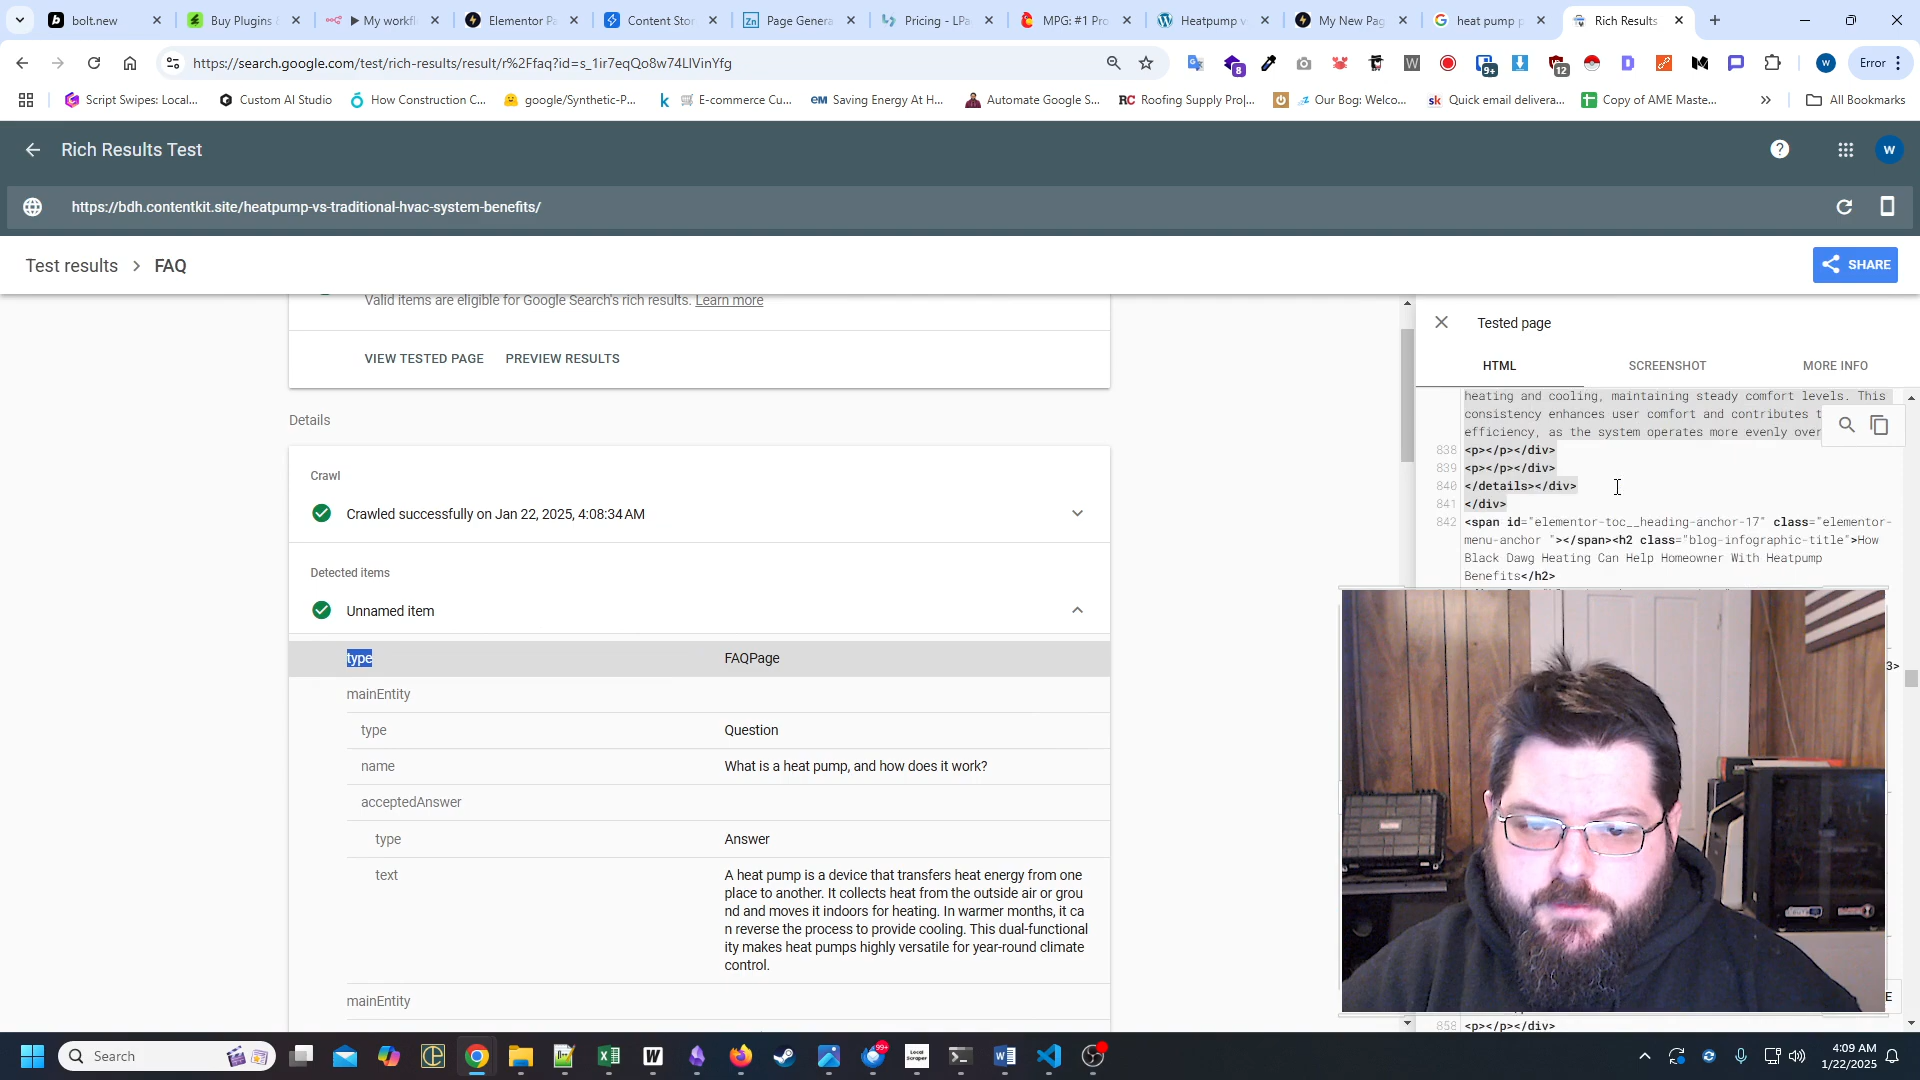 bolt.new
Buy Plugins &
▶ My workfl
Elementor Pa
Content Stor
Page Genera
Pricing - LPa
MPG: #1 Pro
Heatpump v
My New Pag
heat pump p
Rich Results
https://search.google.com/test/rich-results/result/r%2Ffaq?id=s_1ir7eqQo8w74LlVinYfg
8
W
9+
12
W
Error
Script Swipes: Local...
Custom AI Studio
How Construction C...
google/Synthetic-P...
E-commerce Cu...
Saving Energy At H...
Automate Google S...
Roofing Supply Pro|...
Our Bog: Welco...
Quick email delivera...
Copy of AME Maste...
»
All Bookmarks
Rich Results Test
W
https://bdh.contentkit.site/heatpump-vs-traditional-hvac-system-benefits/
Test results > FAQ
SHARE
Valid items are eligible for Google Search's rich results. Learn more
VIEW TESTED PAGE PREVIEW RESULTS
Details
Crawl
Crawled successfully on Jan 22, 2025, 4:08:34 AM
Detected items
Unnamed item
type FAQPage
mainEntity
type Question
name What is a heat pump, and how does it work?
acceptedAnswer
type Answer
text A heat pump is a device that transfers heat energy from one
place to another. It collects heat from the outside air or grou
nd and moves it indoors for heating. In warmer months, it ca
n reverse the process to provide cooling. This dual-functional
ity makes heat pumps highly versatile for year-round climate
control.
mainEntity
Tested page
HTML SCREENSHOT MORE INFO
heating and cooling, maintaining steady comfort levels. This
consistency enhances user comfort and contributes t
efficiency, as the system operates more evenly over
838 <p></p></div>
839 <p></p></div>
840 </details></div>
841 </div>
842 <span id="elementor-toc__heading-anchor-17" class="elementor-
menu-anchor "></span><h2 class="blog-infographic-title">How
Black Dawg Heating Can Help Homeowner With Heatpump
Benefits</h2>
3>
E
858 <p></p></div>
Search
99+
4:09 AM
1/22/2025